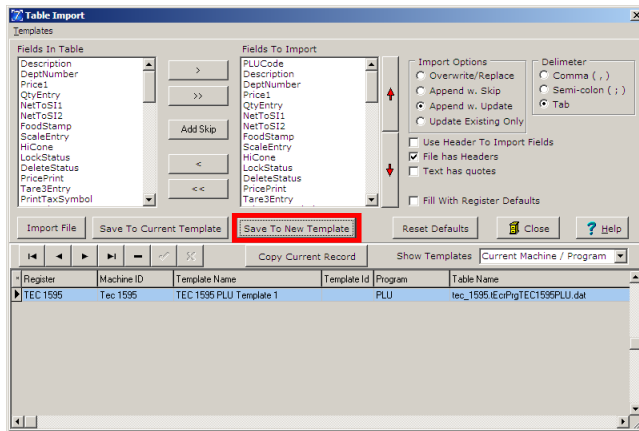 Table Import
Templates
Fields In Table
Description
DeptNumber
Price1
QtyEntry
NetToSI1
NetToSI2
FoodStamp
ScaleEntry
HiCone
LockStatus
DeleteStatus
PricePrint
Tare3Entry
PrintTaxSymbol
>
>>
Add Skip
<
<<
Fields To Import
PLUCode
Description
DeptNumber
Price1
QtyEntry
NetToSI1
NetToSI2
FoodStamp
ScaleEntry
HiCone
LockStatus
DeleteStatus
PricePrint
Tare3Entry
Import Options
Overwrite/Replace
Append w. Skip
Append w. Update
Update Existing Only
Delimeter
Comma ( , )
Semi-colon ( ; )
Tab
Use Header To Import Fields
File has Headers
Text has quotes
Fill With Register Defaults
Import File Save To Current Template Save To New Template Reset Defaults Close ? Help
Copy Current Record Show Templates Current Machine / Program
* Register Machine ID Template Name Template Id Program Table Name
TEC 1595 Tec 1595 TEC 1595 PLU Template 1 PLU tec_1595.tEcrPrgTEC1595PLU.dat